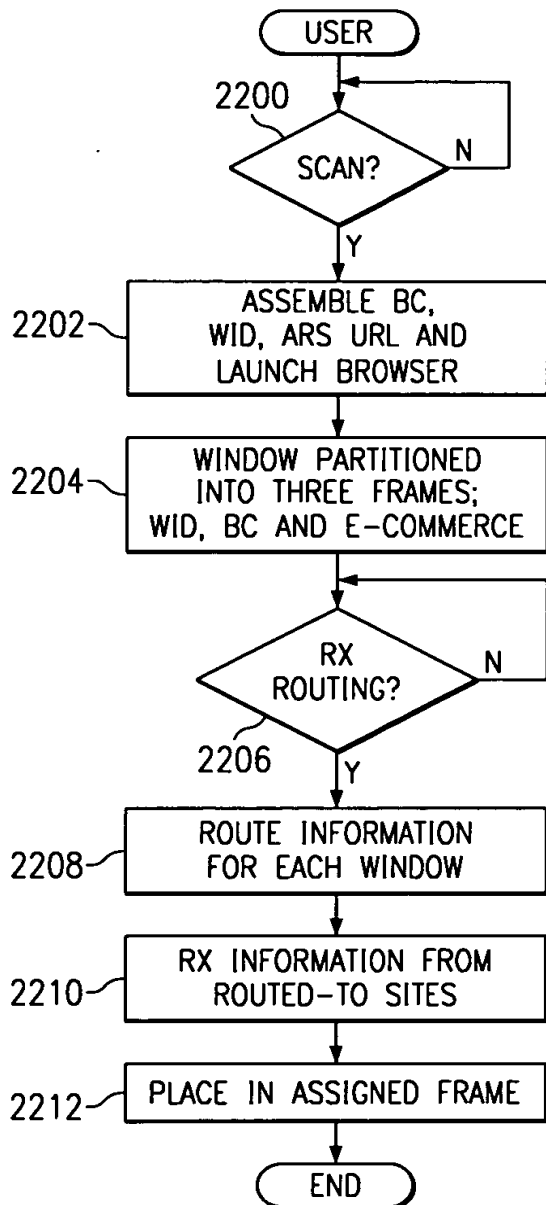 USER
2200
SCAN?
N
Y
2202
ASSEMBLE BC,
WID, ARS URL AND
LAUNCH BROWSER
2204
WINDOW PARTITIONED
INTO THREE FRAMES;
WID, BC AND E-COMMERCE
RX
ROUTING?
N
2206
Y
2208
ROUTE INFORMATION
FOR EACH WINDOW
2210
RX INFORMATION FROM
ROUTED-TO SITES
2212
PLACE IN ASSIGNED FRAME
END